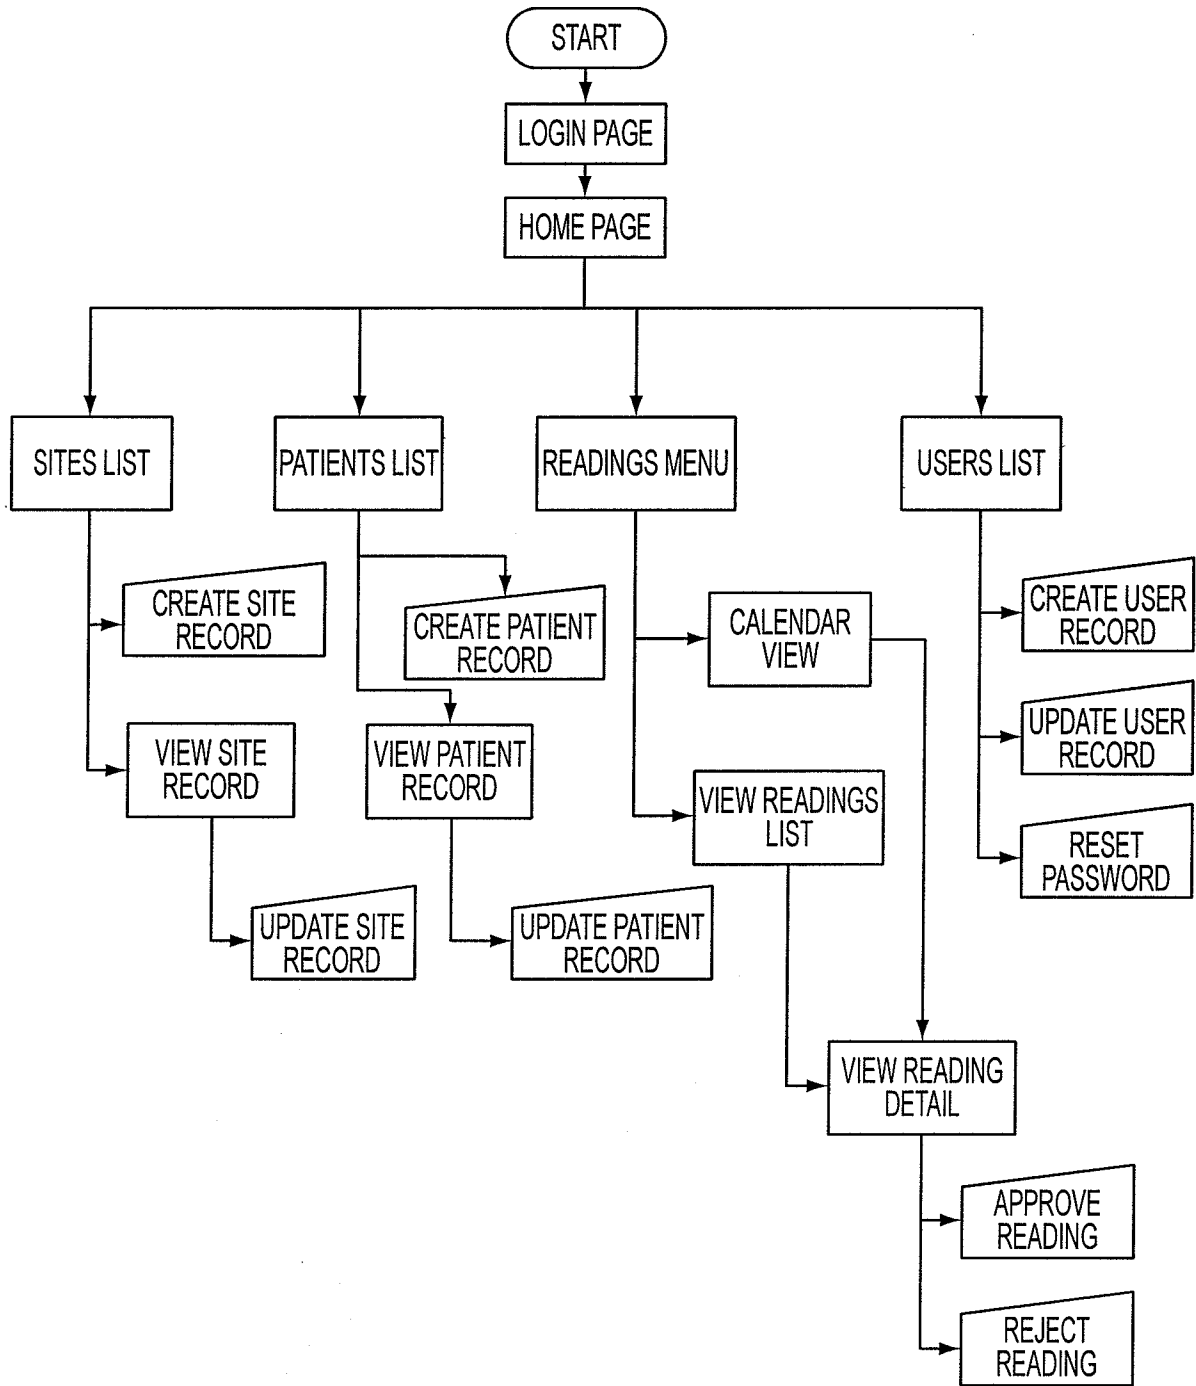 START
LOGIN PAGE
HOME PAGE
SITES LIST
PATIENTS LIST
READINGS MENU
USERS LIST
CREATE SITE
RECORD
CREATE PATIENT
RECORD
CALENDAR
VIEW
CREATE USER
RECORD
VIEW SITE
RECORD
VIEW PATIENT
RECORD
VIEW READINGS
LIST
UPDATE USER
RECORD
RESET
PASSWORD
UPDATE SITE
RECORD
UPDATE PATIENT
RECORD
VIEW READING
DETAIL
APPROVE
READING
REJECT
READING